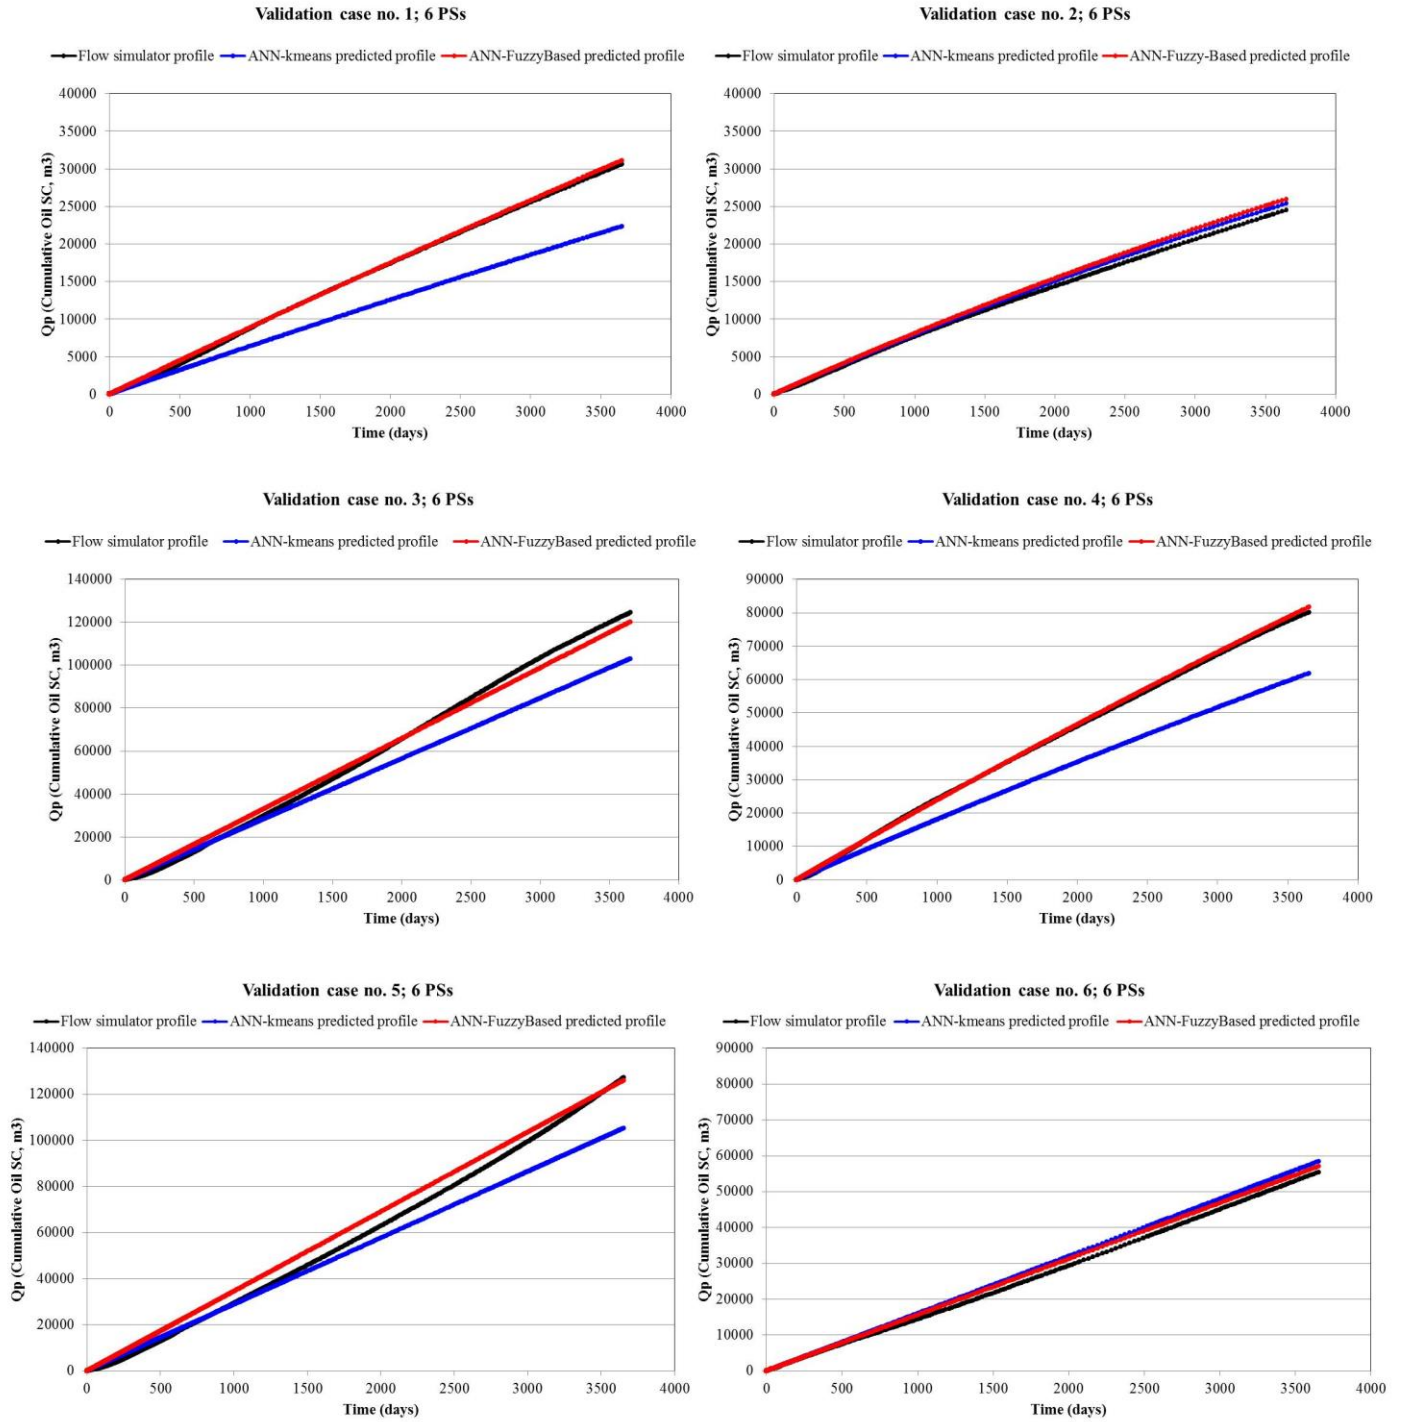 Validation case no. 1; 6 PSs
Flow simulator profile ANN-kmeans predicted profile ANN-FuzzyBased predicted profile
40000
35000
30000
25000
20000
15000
10000
5000
0
Qp (Cumulative Oil SC, m3)
0 500 1000 1500 2000 2500 3000 3500 4000
Time (days)
Validation case no. 2; 6 PSs
Flow simulator profile ANN-kmeans predicted profile ANN-Fuzzy-Based predicted profile
40000
35000
30000
25000
20000
15000
10000
5000
0
Qp (Cumulative Oil SC, m3)
0 500 1000 1500 2000 2500 3000 3500 4000
Time (days)
Validation case no. 3; 6 PSs
Flow simulator profile ANN-kmeans predicted profile ANN-FuzzyBased predicted profile
140000
120000
100000
80000
60000
40000
20000
0
Qp (Cumulative Oil SC, m3)
0 500 1000 1500 2000 2500 3000 3500 4000
Time (days)
Validation case no. 4; 6 PSs
Flow simulator profile ANN-kmeans predicted profile ANN-FuzzyBased predicted profile
90000
80000
70000
60000
50000
40000
30000
20000
10000
0
Qp (Cumulative Oil SC, m3)
0 500 1000 1500 2000 2500 3000 3500 4000
Time (days)
Validation case no. 5; 6 PSs
Flow simulator profile ANN-kmeans predicted profile ANN-FuzzyBased predicted profile
140000
120000
100000
80000
60000
40000
20000
0
Qp (Cumulative Oil SC, m3)
0 500 1000 1500 2000 2500 3000 3500 4000
Time (days)
Validation case no. 6; 6 PSs
Flow simulator profile ANN-kmeans predicted profile ANN-FuzzyBased predicted profile
90000
80000
70000
60000
50000
40000
30000
20000
10000
0
Qp (Cumulative Oil SC, m3)
0 500 1000 1500 2000 2500 3000 3500 4000
Time (days)